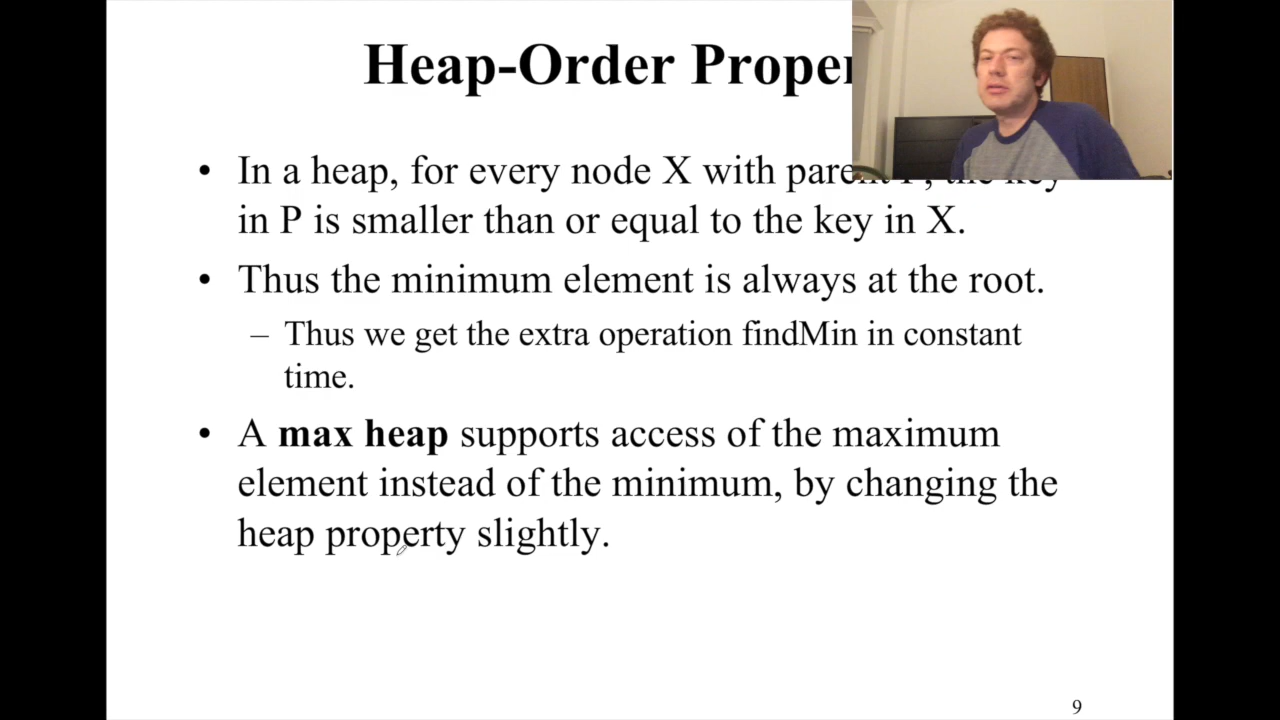 Heap-Order Proper
• In a heap, for every node X with parent P, the key
in P is smaller than or equal to the key in X.
• Thus the minimum element is always at the root.
– Thus we get the extra operation findMin in constant
time.
• A max heap supports access of the maximum
element instead of the minimum, by changing the
heap property slightly.
9